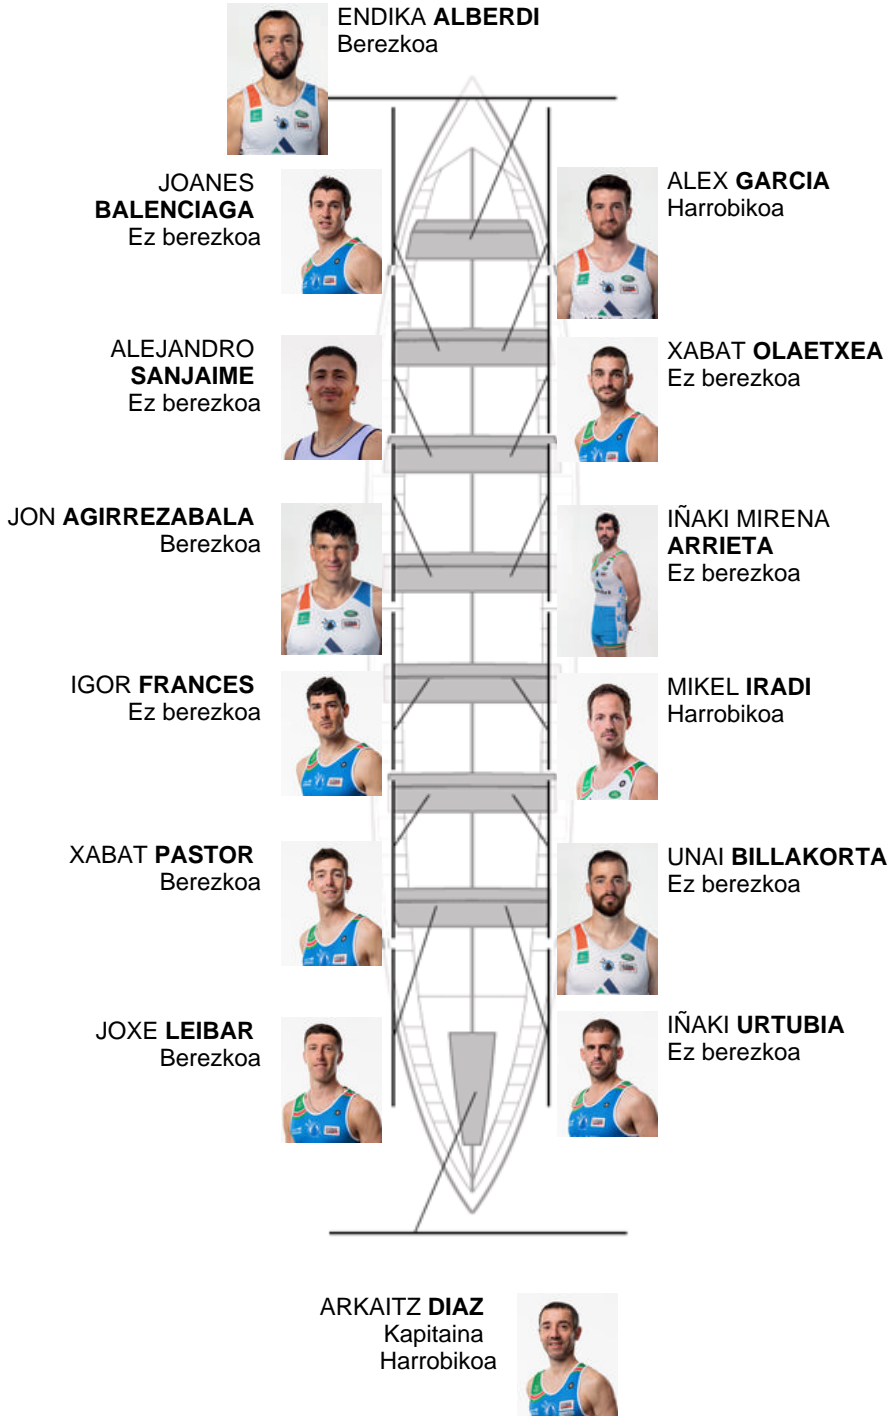 ENDIKA ALBERDI
Berezkoa
JOANES
BALENCIAGA
Ez berezkoa
ALEX GARCIA
Harrobikoa
ALEJANDRO
SANJAIME
Ez berezkoa
XABAT OLAETXEA
Ez berezkoa
JON AGIRREZABALA
Berezkoa
IÑAKI MIRENA
ARRIETA
Ez berezkoa
IGOR FRANCES
Ez berezkoa
MIKEL IRADI
Harrobikoa
XABAT PASTOR
Berezkoa
UNAI BILLAKORTA
Ez berezkoa
JOXE LEIBAR
Berezkoa
IÑAKI URTUBIA
Ez berezkoa
ARKAITZ DIAZ
Kapitaina
Harrobikoa